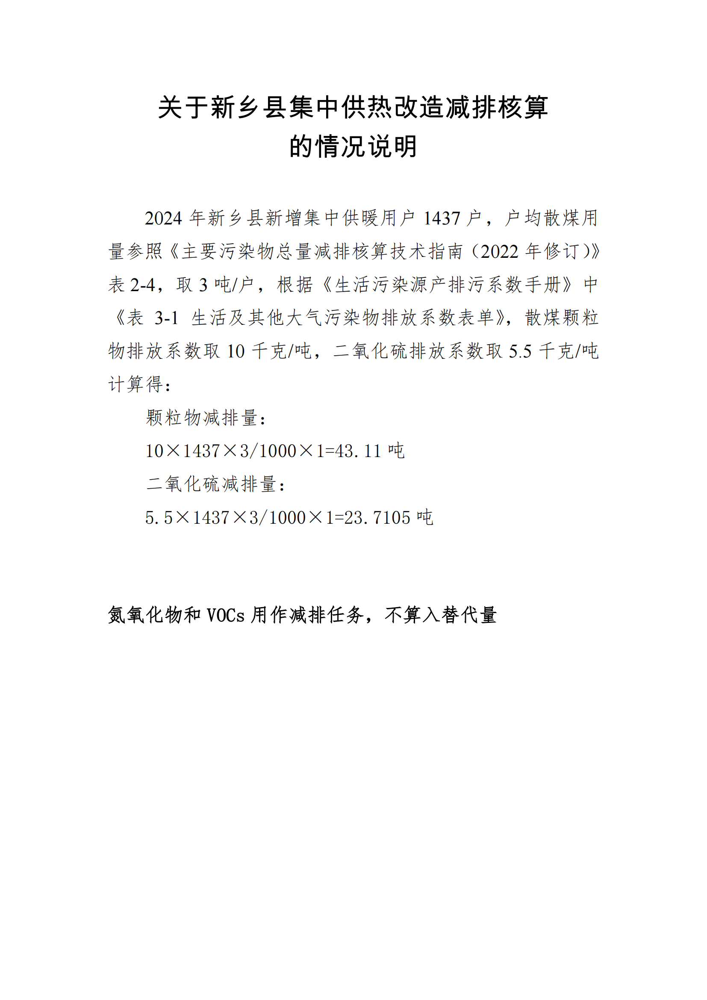 关于新乡县集中供热改造减排核算
的情况说明
2024 年新乡县新增集中供暖用户 1437 户，户均散煤用
量参照《主要污染物总量减排核算技术指南（2022 年修订）》
表 2-4，取 3 吨/户，根据《生活污染源产排污系数手册》中
《表 3-1 生活及其他大气污染物排放系数表单》，散煤颗粒
物排放系数取 10 千克/吨，二氧化硫排放系数取 5.5 千克/吨
计算得：
颗粒物减排量：
10×1437×3/1000×1=43.11 吨
二氧化硫减排量：
5.5×1437×3/1000×1=23.7105 吨
氮氧化物和 VOCs 用作减排任务，不算入替代量